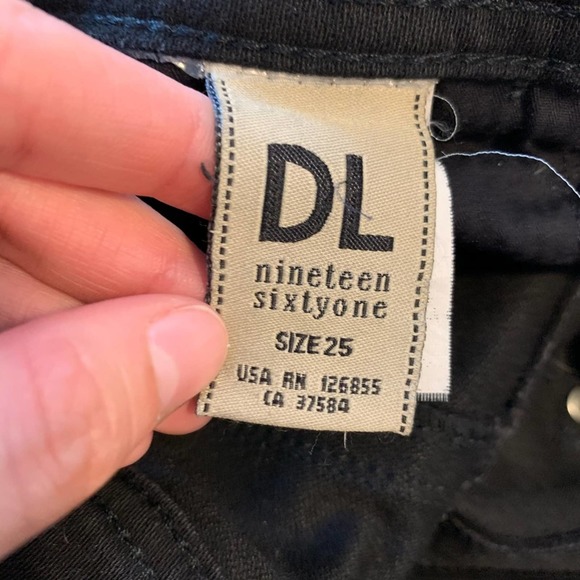 DL
nineteen
sixtyone
SIZE 25
USA RN 126855
CA 37584